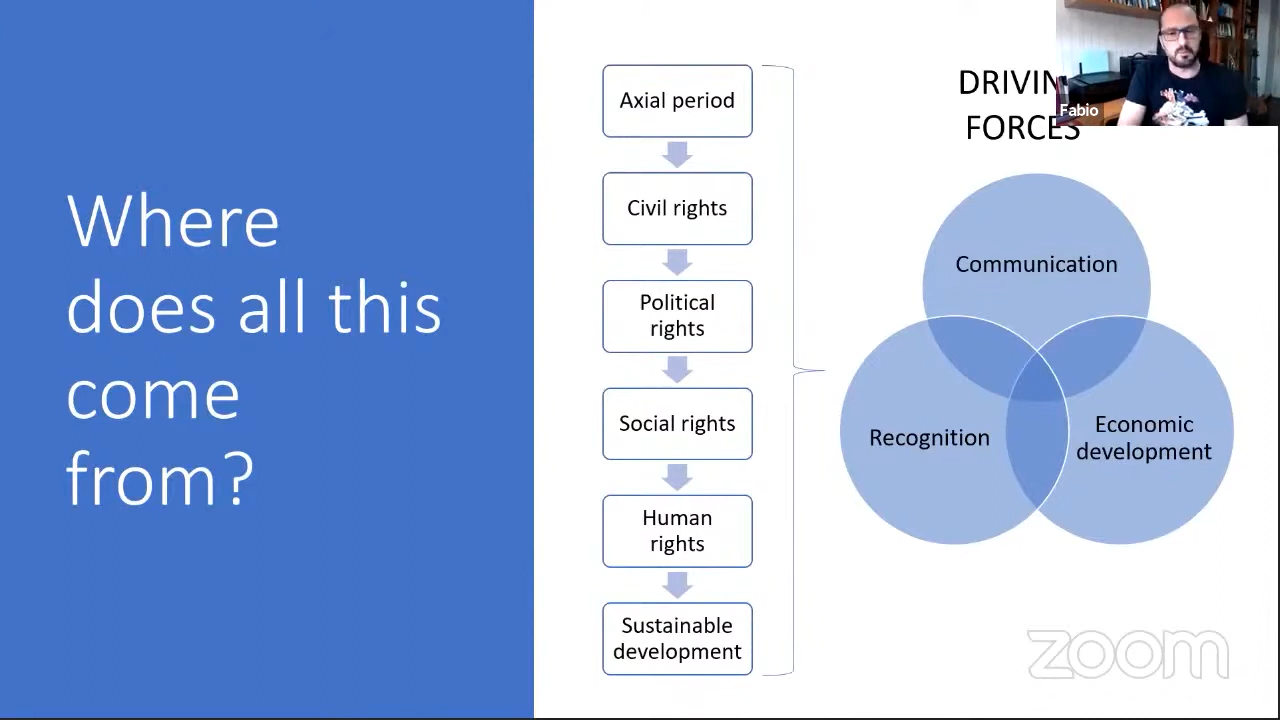 Where
does all this
come
from?
Axial period
Civil rights
Political
rights
Social rights
Human
rights
Sustainable
development
FORCES
Communication
Recognition
Economic
development
Fabio
zoom